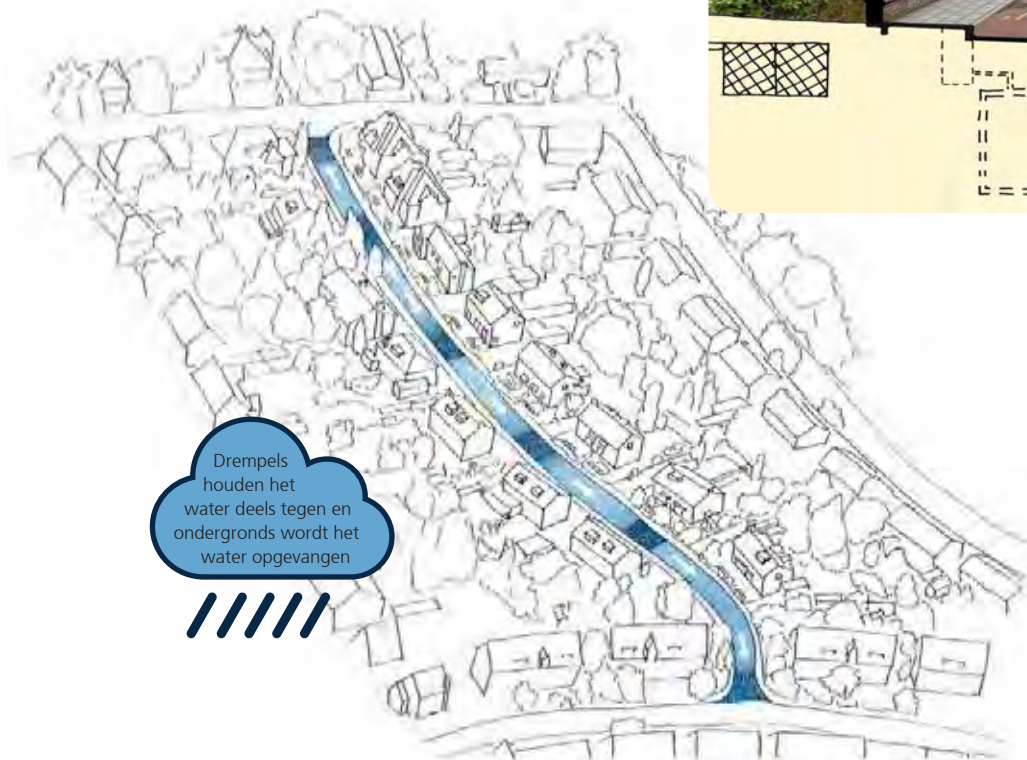 Drempels
houden het
water deels tegen en
ondergronds wordt het
water opgevangen